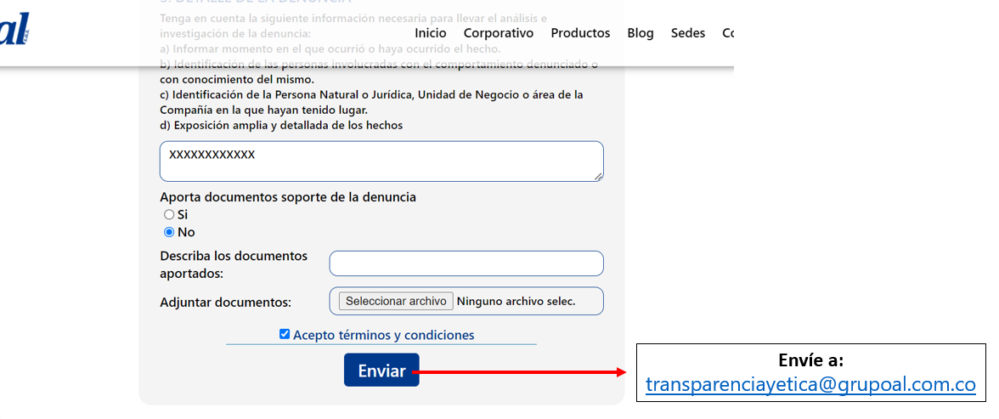 al
S.A.S.
Inicio Corporativo Productos Blog Sedes Co
5. DETALLE DE LA DENUNCIA
Tenga en cuenta la siguiente información necesaria para llevar el análisis e
investigación de la denuncia:
a) Informar momento en el que ocurrió o haya ocurrido el hecho.
b) Identificación de las personas involucradas con el comportamiento denunciado o
con conocimiento del mismo.
c) Identificación de la Persona Natural o Jurídica, Unidad de Negocio o área de la
Compañía en la que hayan tenido lugar.
d) Exposición amplia y detallada de los hechos
XXXXXXXXXXXX
Aporta documentos soporte de la denuncia
Si
No
Describa los documentos
aportados:
Adjuntar documentos:
Seleccionar archivo Ninguno archivo selec.
Acepto términos y condiciones
Enviar
Envíe a:
transparenciayetica@grupoal.com.co